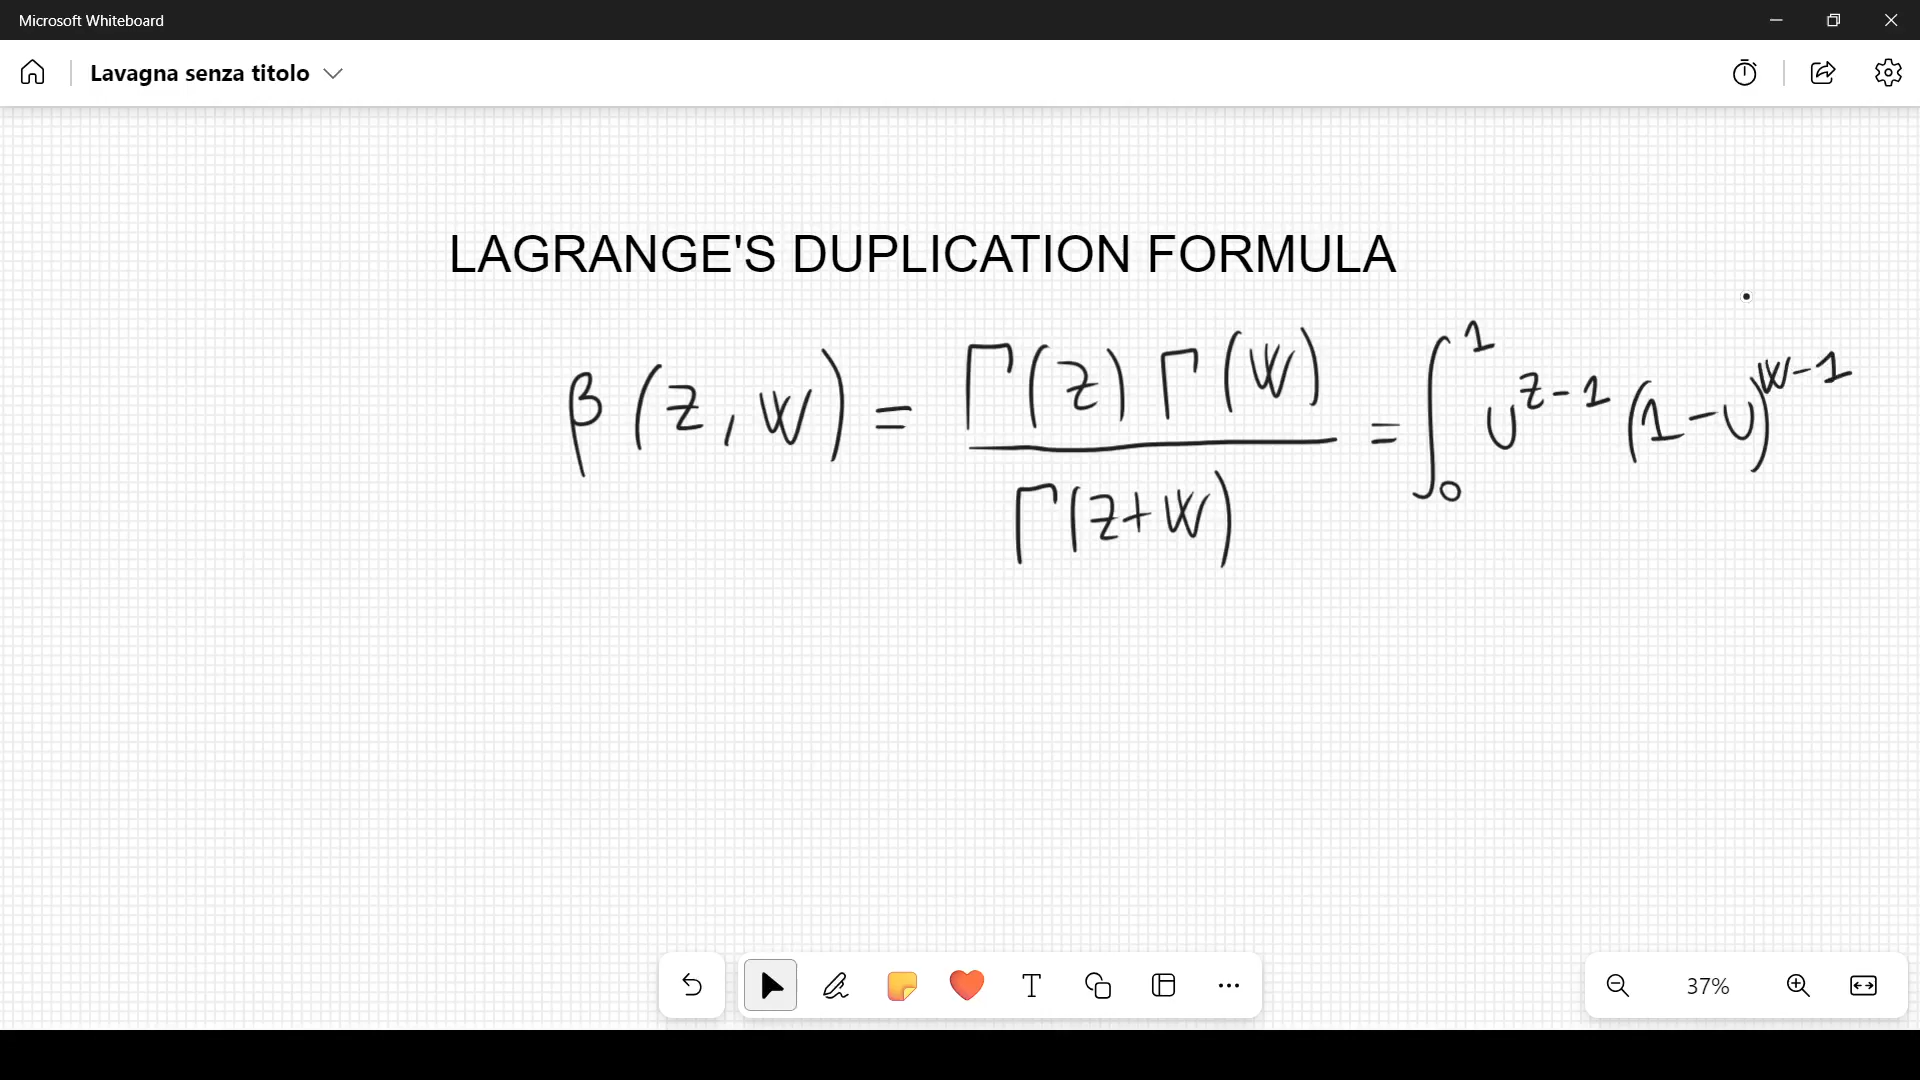 Microsoft Whiteboard
Lavagna senza titolo
LAGRANGE'S DUPLICATION FORMULA
β(z, w) = Γ(z) Γ(w) / Γ(z+w) = ∫₀¹ u^(z-1) (1-u)^(w-1)
T
37%